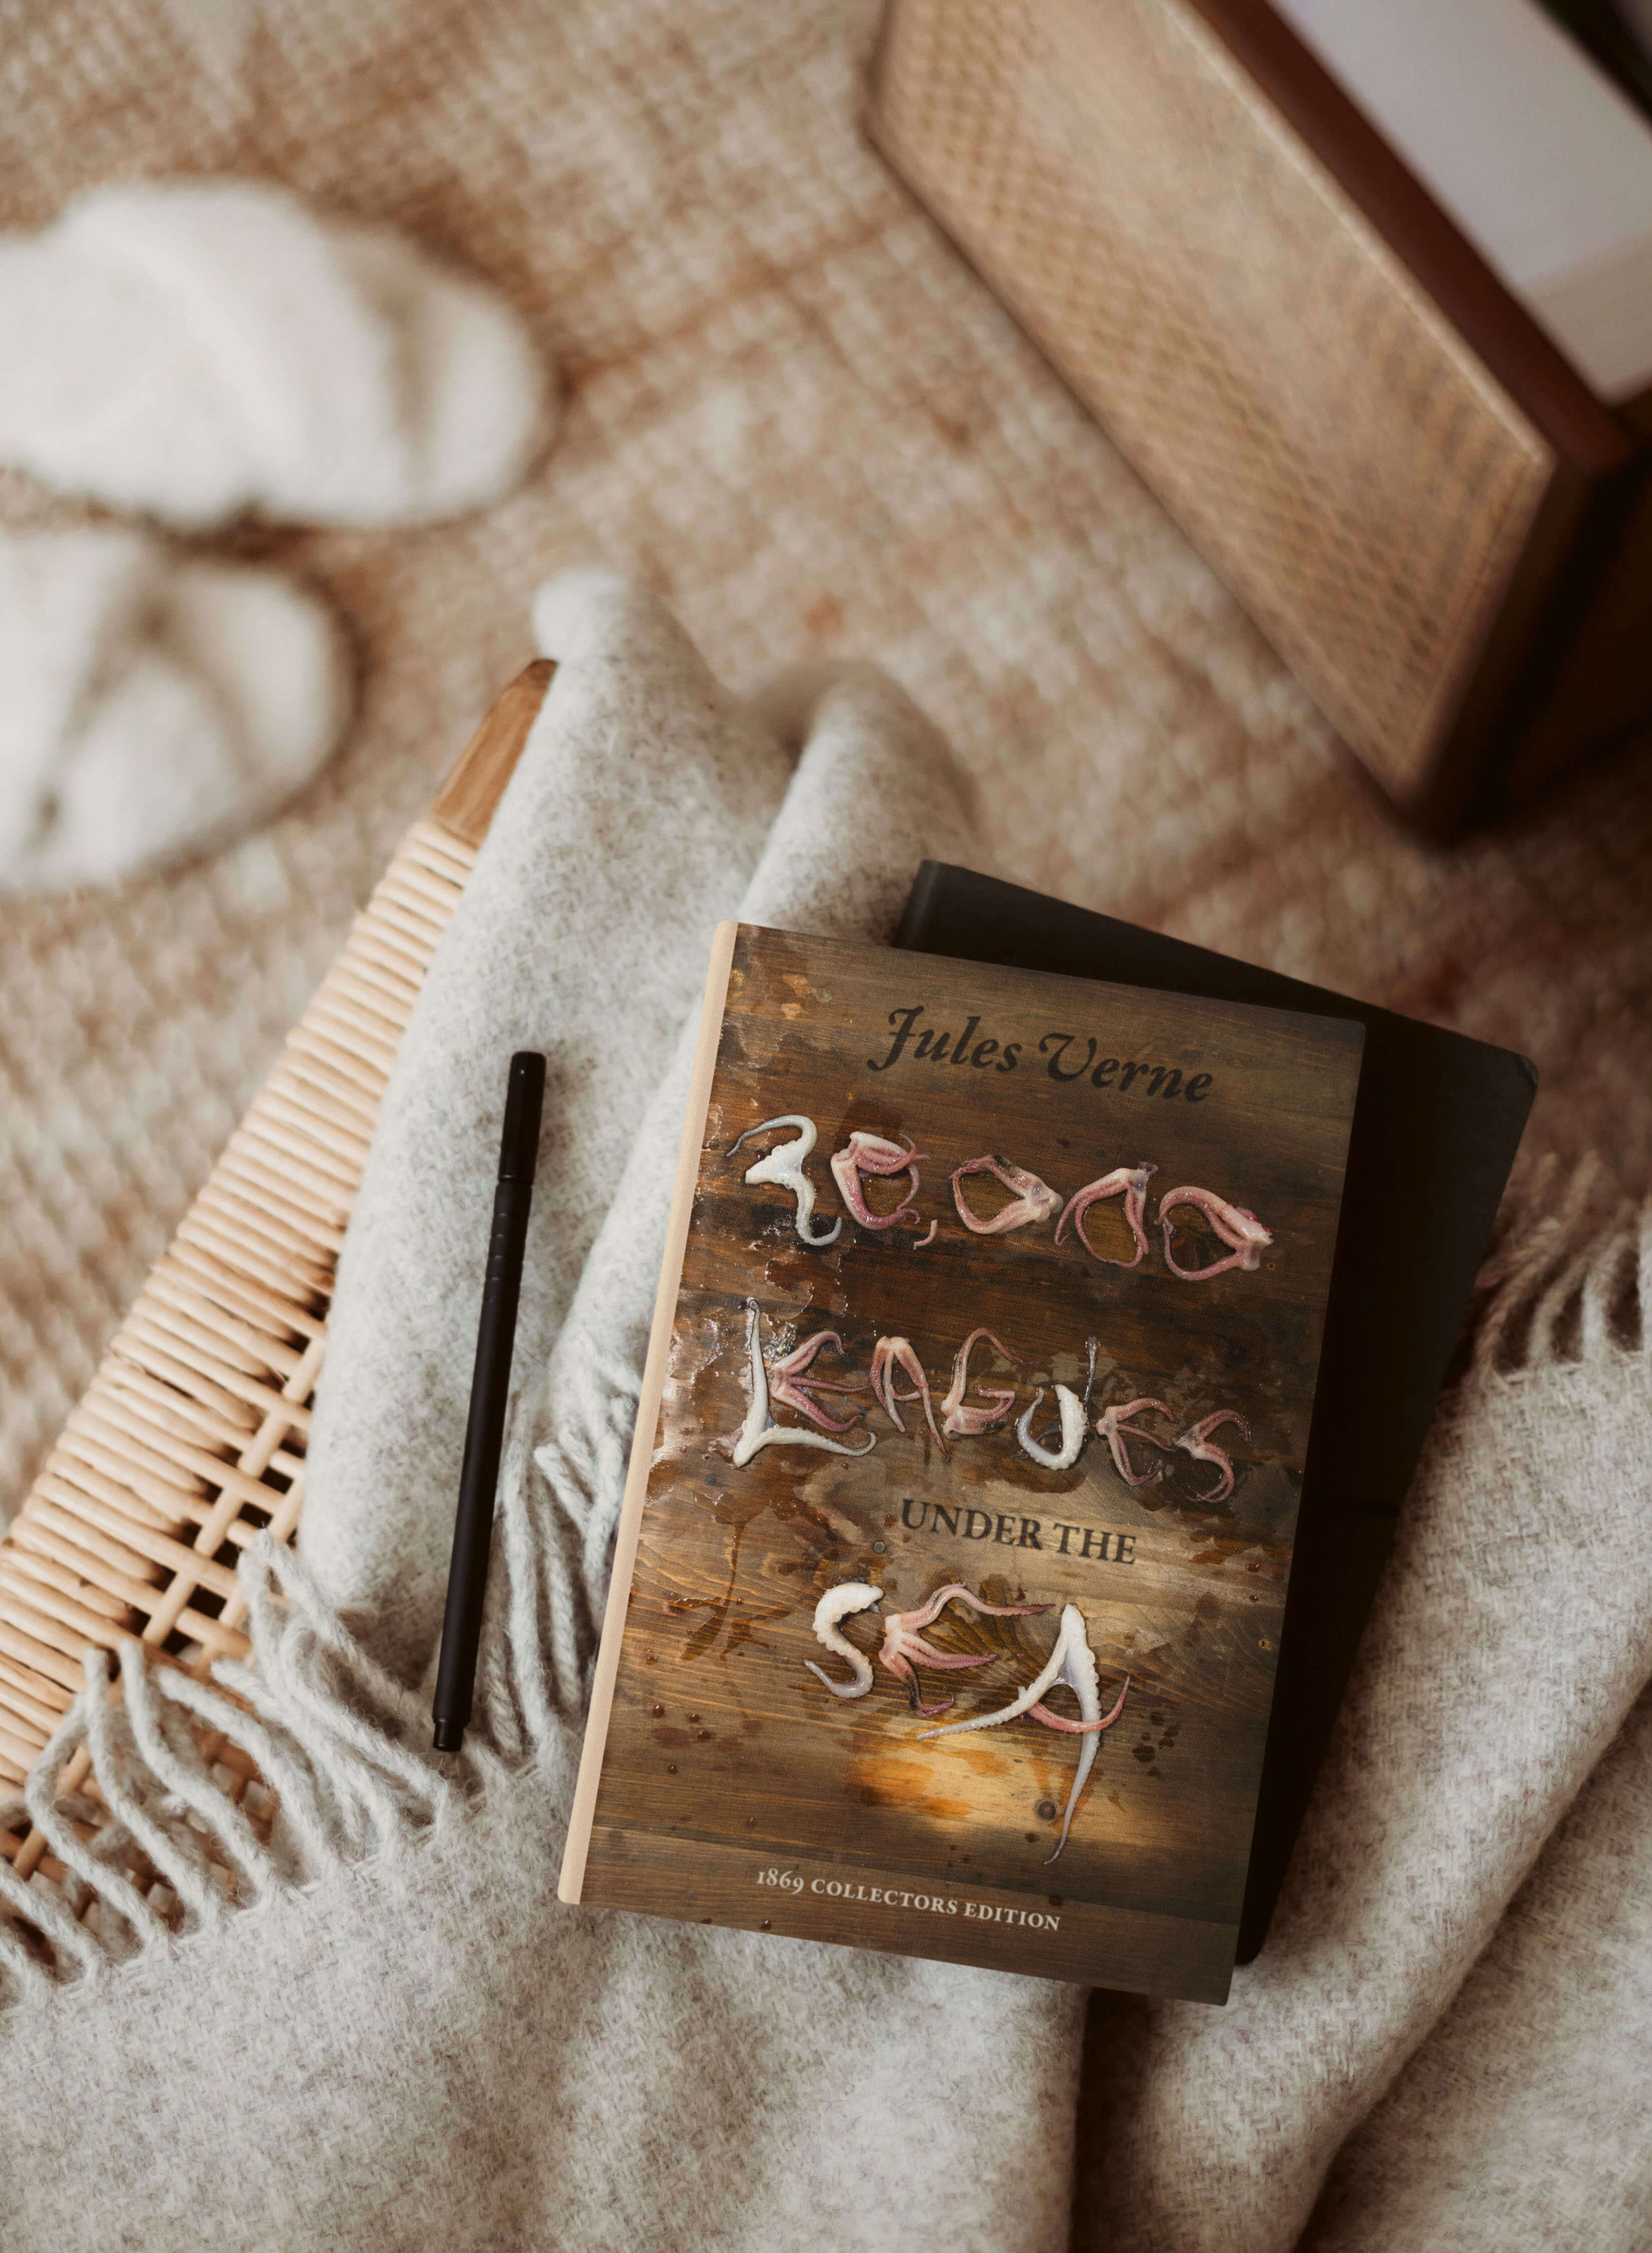 Jules Verne
20,000
LEAGUES
UNDER THE
SEA
1869 COLLECTORS EDITION